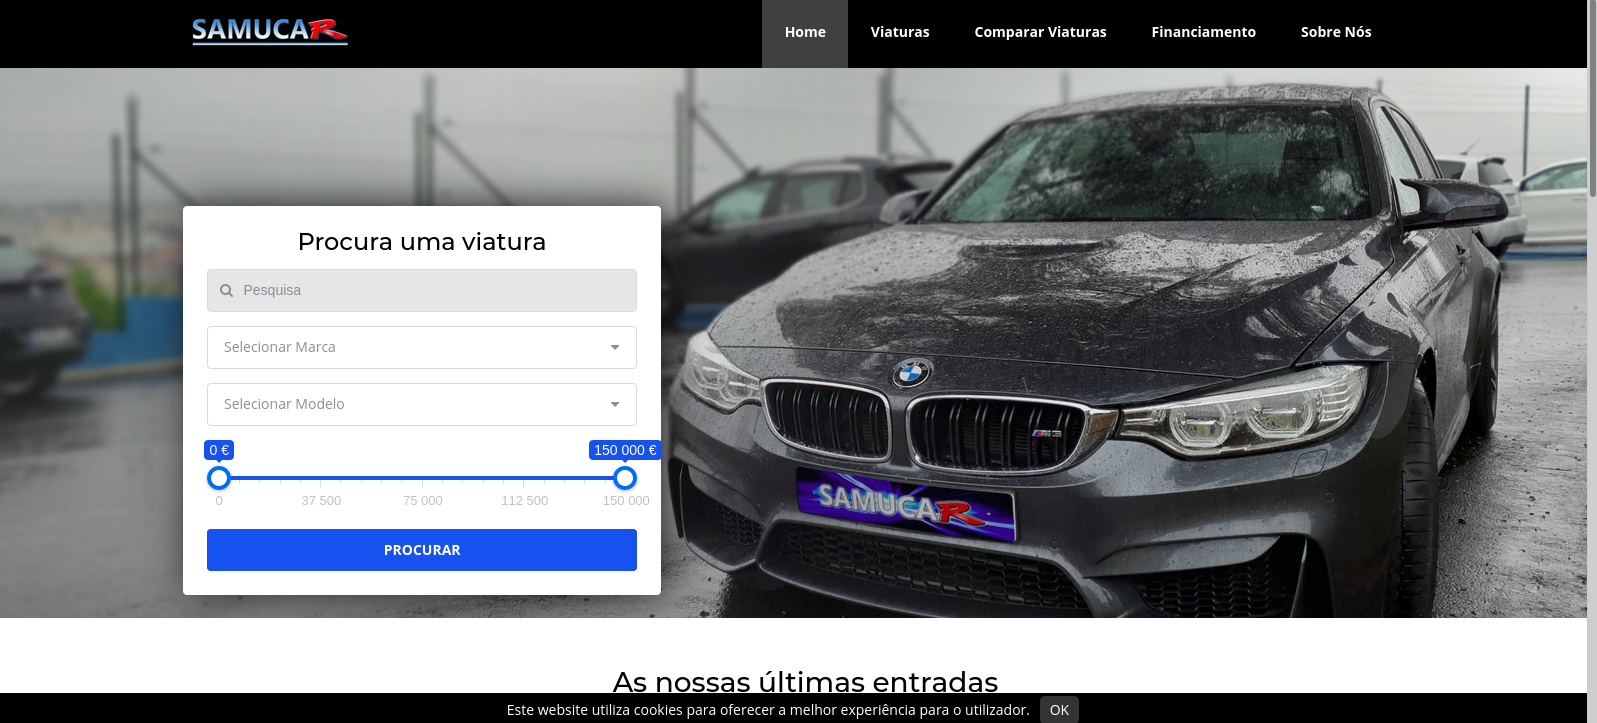 SAMUCAR
Home Viaturas Comparar Viaturas Financiamento Sobre Nós
Procura uma viatura
Pesquisa
Selecionar Marca
Selecionar Modelo
0 € 150 000 €
0 37 500 75 000 112 500 150 000
PROCURAR
M3
SAMUCAR
As nossas últimas entradas
Este website utiliza cookies para oferecer a melhor experiência para o utilizador. OK